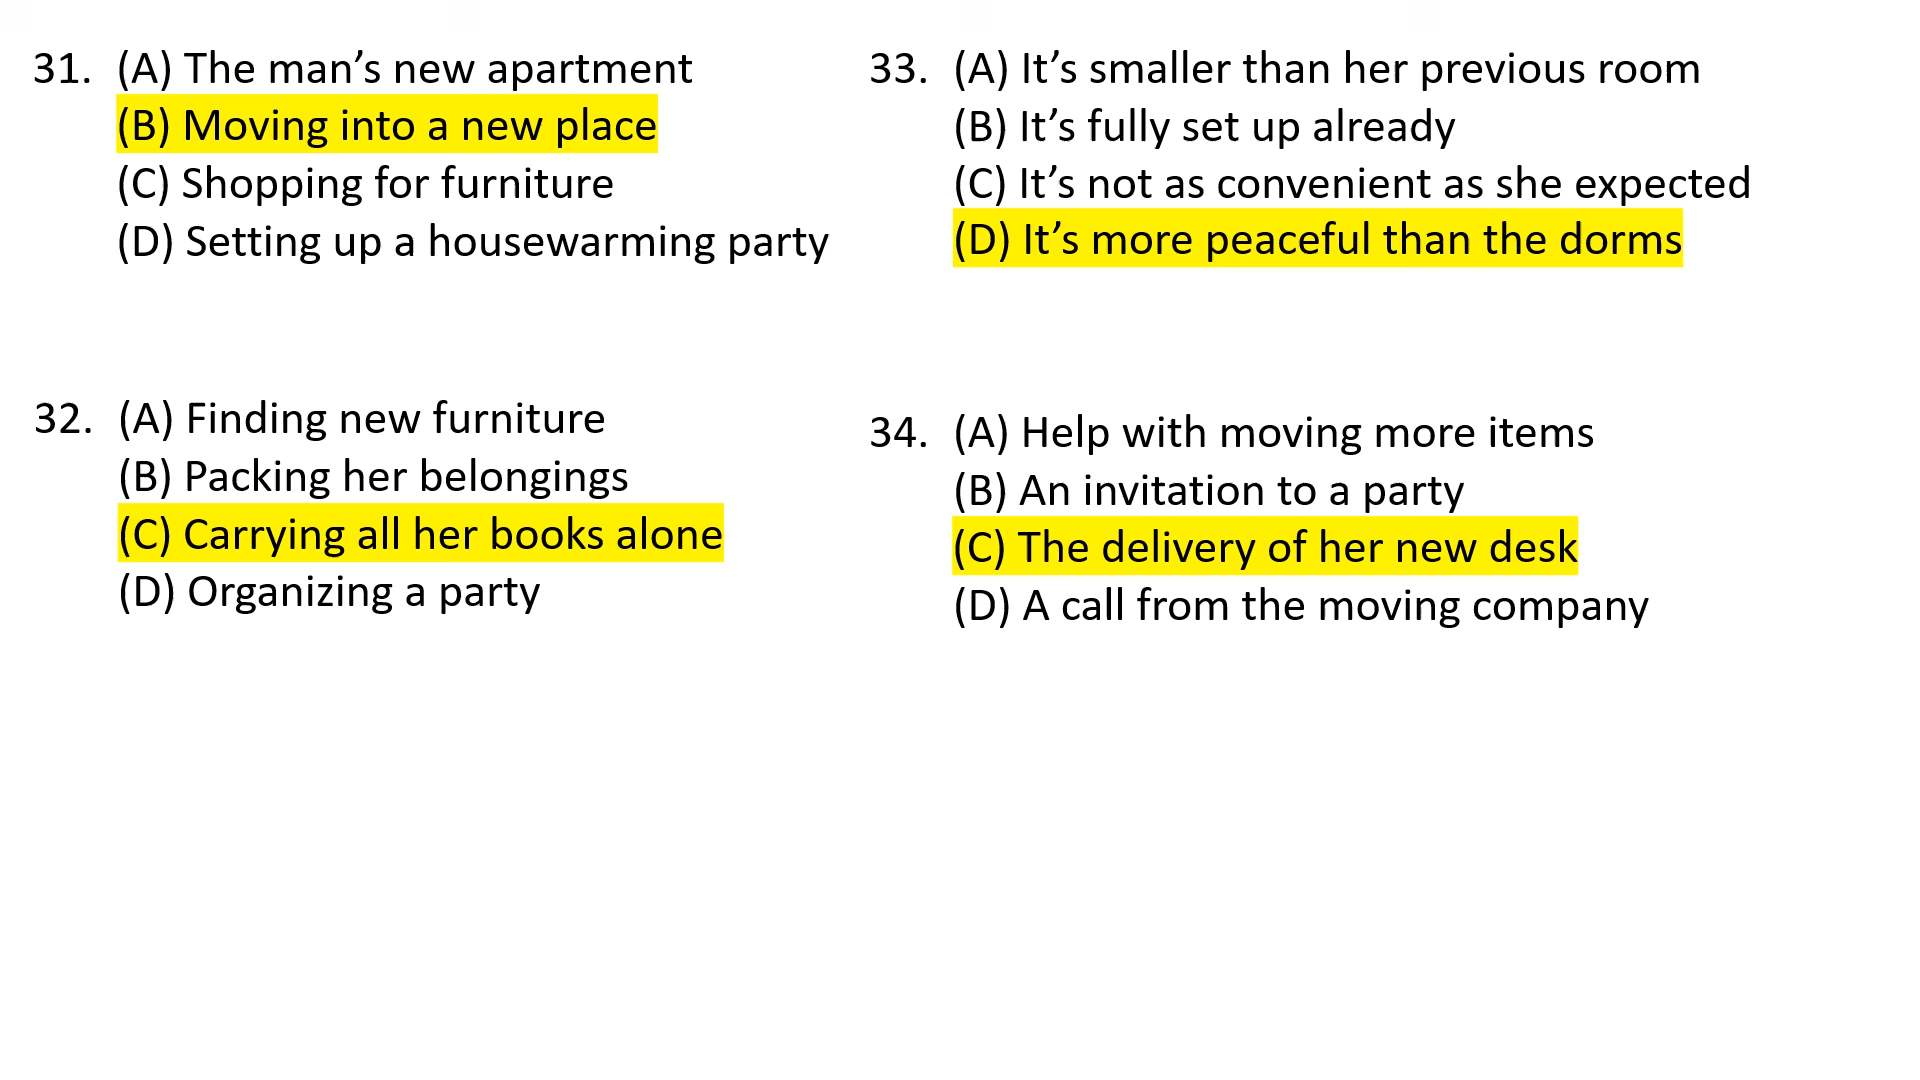 31. (A) The man’s new apartment
(B) Moving into a new place
(C) Shopping for furniture
(D) Setting up a housewarming party
32. (A) Finding new furniture
(B) Packing her belongings
(C) Carrying all her books alone
(D) Organizing a party
33. (A) It’s smaller than her previous room
(B) It’s fully set up already
(C) It’s not as convenient as she expected
(D) It’s more peaceful than the dorms
34. (A) Help with moving more items
(B) An invitation to a party
(C) The delivery of her new desk
(D) A call from the moving company